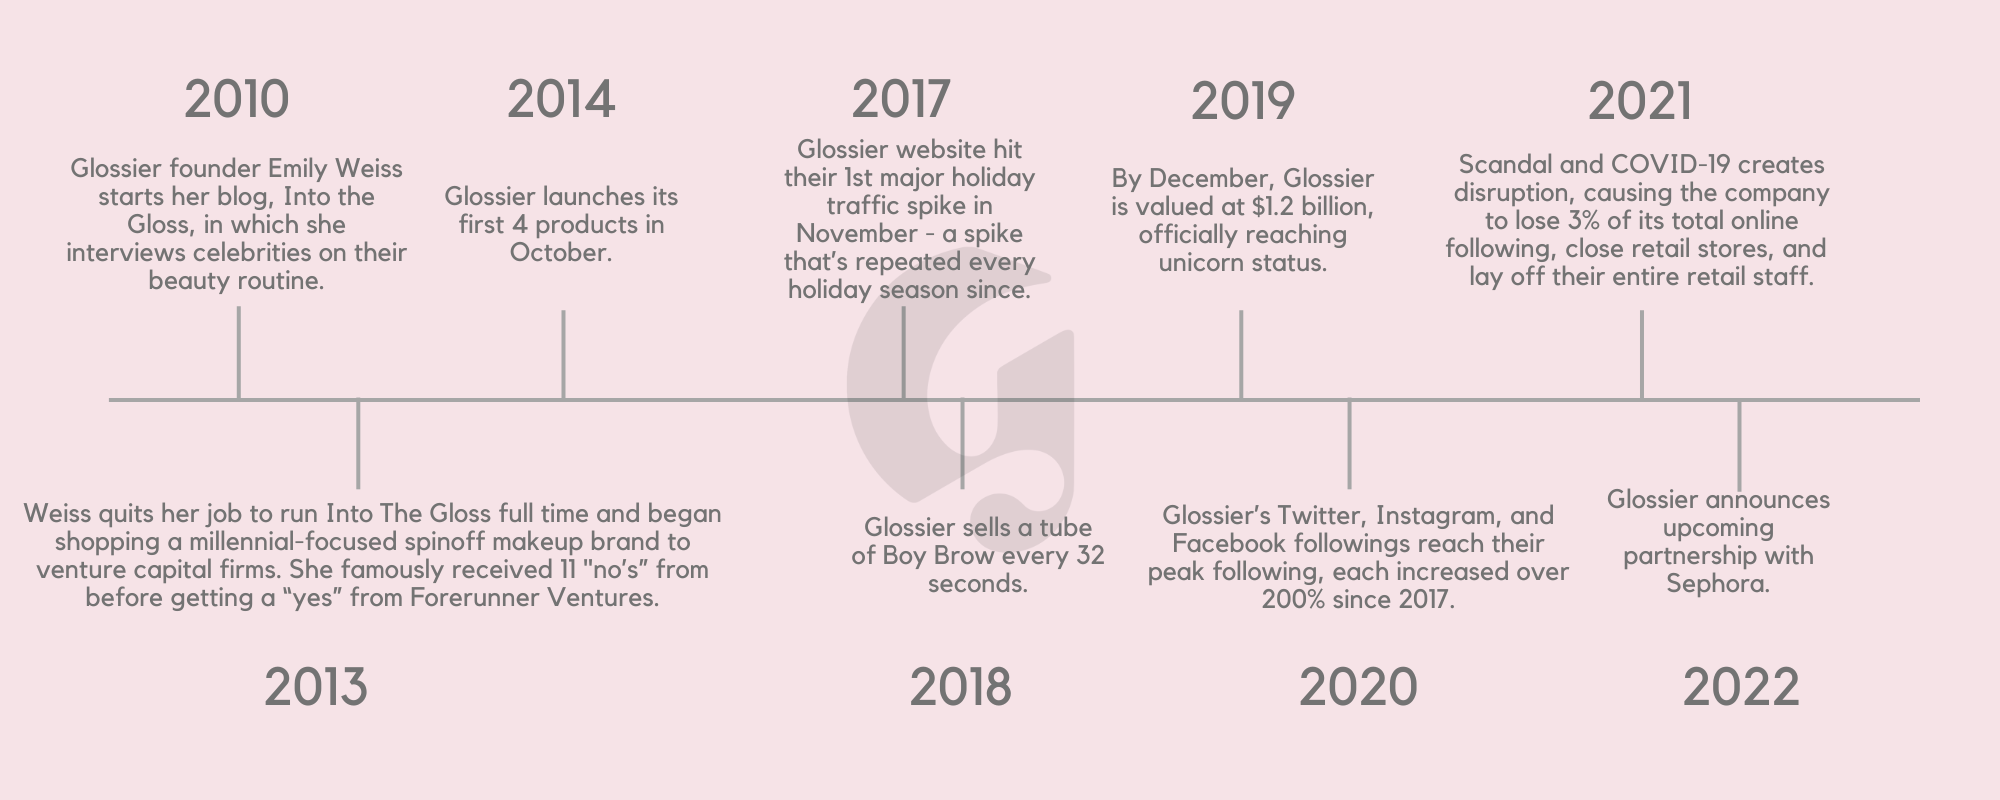 2010
Glossier founder Emily Weiss
starts her blog, Into the
Gloss, in which she
interviews celebrities on their
beauty routine.
Weiss quits her job to run Into The Gloss full time and began
shopping a millennial-focused spinoff makeup brand to
venture capital firms. She famously received 11 "no’s” from
before getting a “yes” from Forerunner Ventures.
2013
2014
Glossier launches its
first 4 products in
October.
2017
Glossier website hit
their 1st major holiday
traffic spike in
November - a spike
that’s repeated every
holiday season since.
Glossier sells a tube
of Boy Brow every 32
seconds.
2018
2019
By December, Glossier
is valued at $1.2 billion,
officially reaching
unicorn status.
Glossier’s Twitter, Instagram, and
Facebook followings reach their
peak following, each increased over
200% since 2017.
2020
2021
Scandal and COVID-19 creates
disruption, causing the company
to lose 3% of its total online
following, close retail stores, and
lay off their entire retail staff.
Glossier announces
upcoming
partnership with
Sephora.
2022